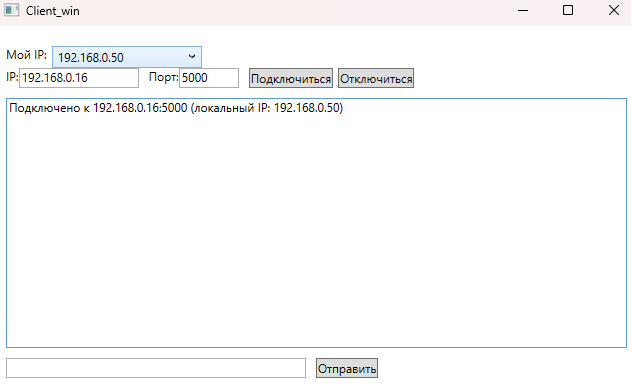 Client_win
Мой IP: 192.168.0.50
IP: 192.168.0.16 Порт: 5000 Подключиться Отключиться
Подключено к 192.168.0.16:5000 (локальный IP: 192.168.0.50)
Отправить